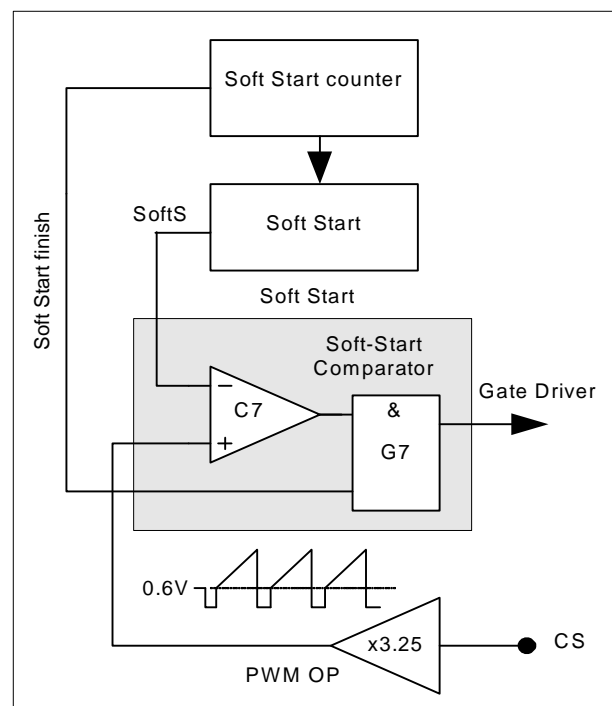 Soft Start counter
SoftS
Soft Start
Soft Start finish
Soft Start
Soft-Start
Comparator
Gate Driver
−
C7
+
&
G7
0.6V
x3.25
CS
PWM OP